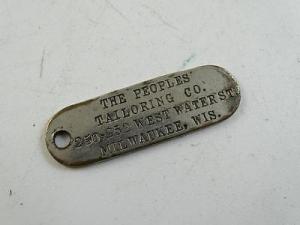 THE PEOPLES'
TAILORING CO.
250-252 WEST WATER ST.
MILWAUKEE, WIS.